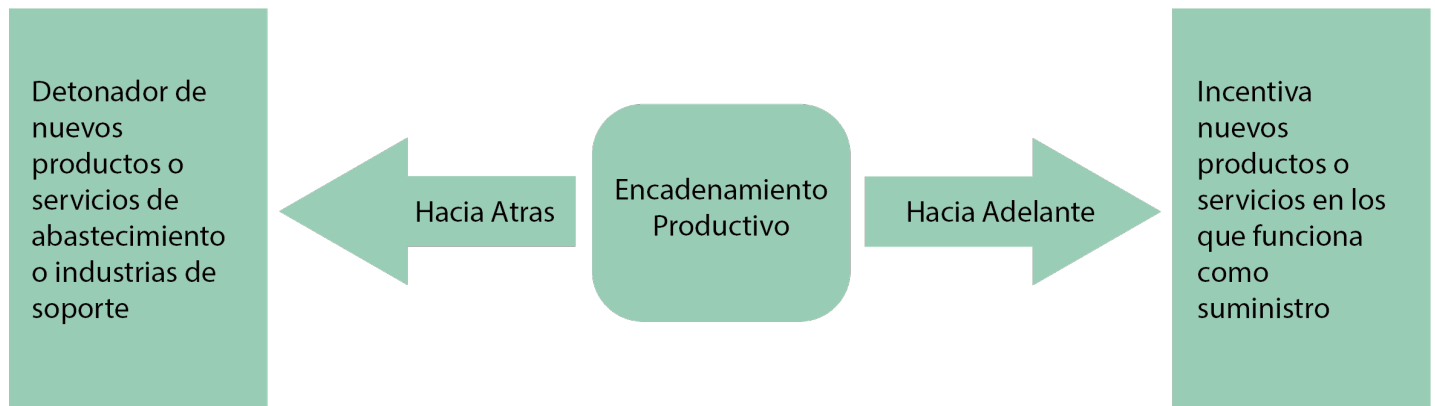 Detonador de
nuevos
productos o
servicios de
abastecimiento
o industrias de
soporte
Hacia Atras
Encadenamiento
Productivo
Hacia Adelante
Incentiva
nuevos
productos o
servicios en los
que funciona
como
suministro